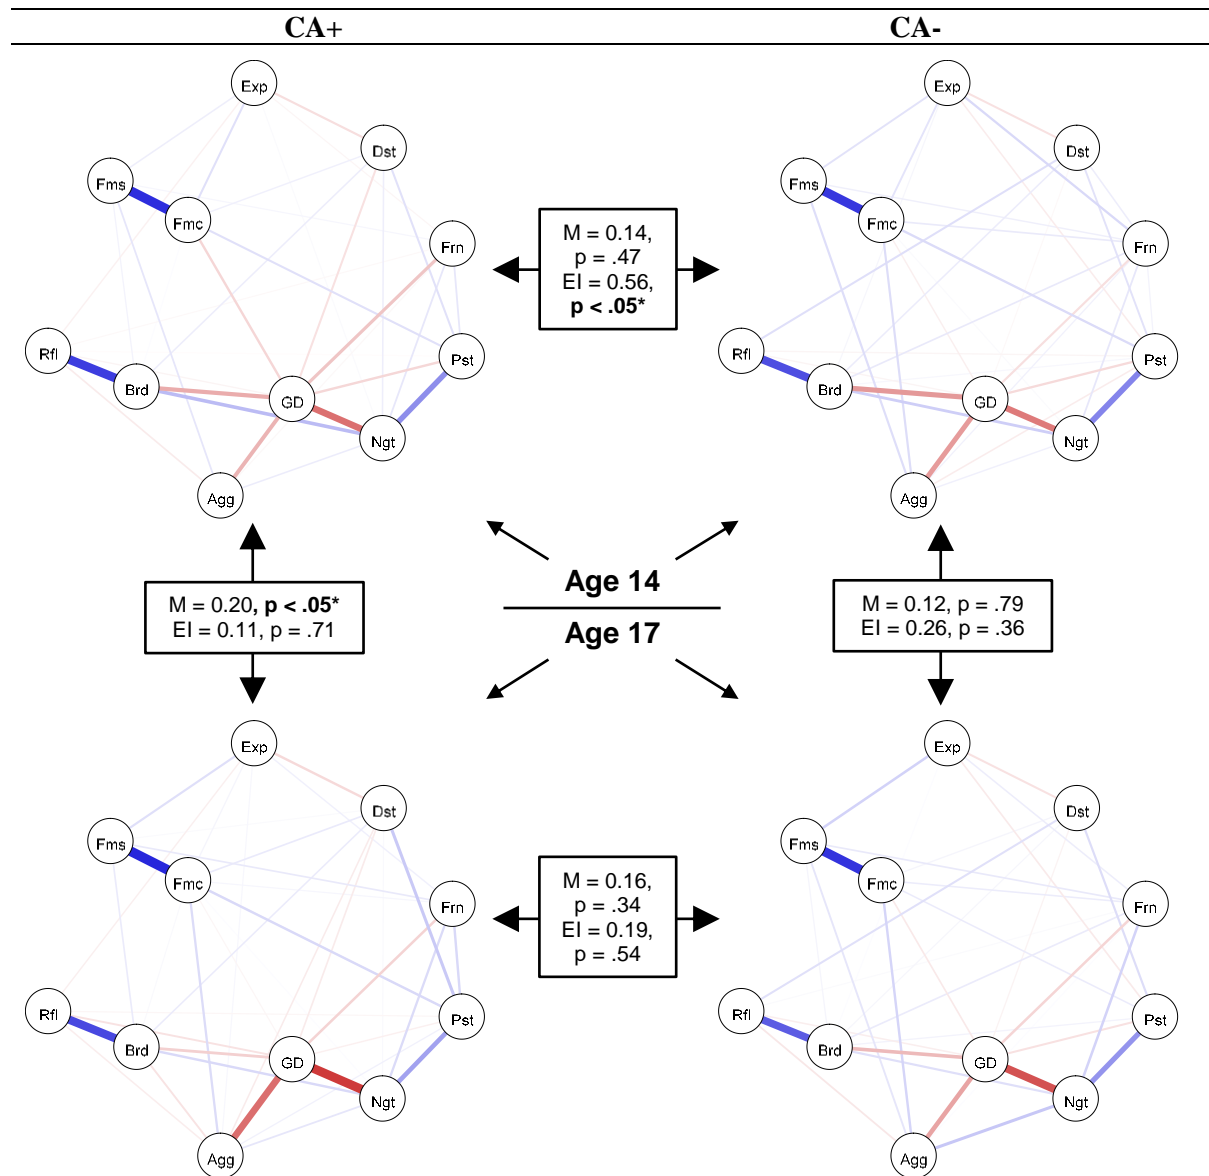 CA+
CA-
Exp
Dst
Fms
Fmc
Frn
Rfl
Brd
GD
Pst
Ngt
Agg
M = 0.14,
p = .47
EI = 0.56,
p < .05*
Exp
Dst
Fms
Fmc
Frn
Rfl
Brd
GD
Pst
Ngt
Agg
M = 0.20, p < .05*
EI = 0.11, p = .71
Age 14
Age 17
M = 0.12, p = .79
EI = 0.26, p = .36
Exp
Dst
Fms
Fmc
Frn
Rfl
Brd
GD
Pst
Ngt
Agg
M = 0.16,
p = .34
EI = 0.19,
p = .54
Exp
Dst
Fms
Fmc
Frn
Rfl
Brd
GD
Pst
Ngt
Agg